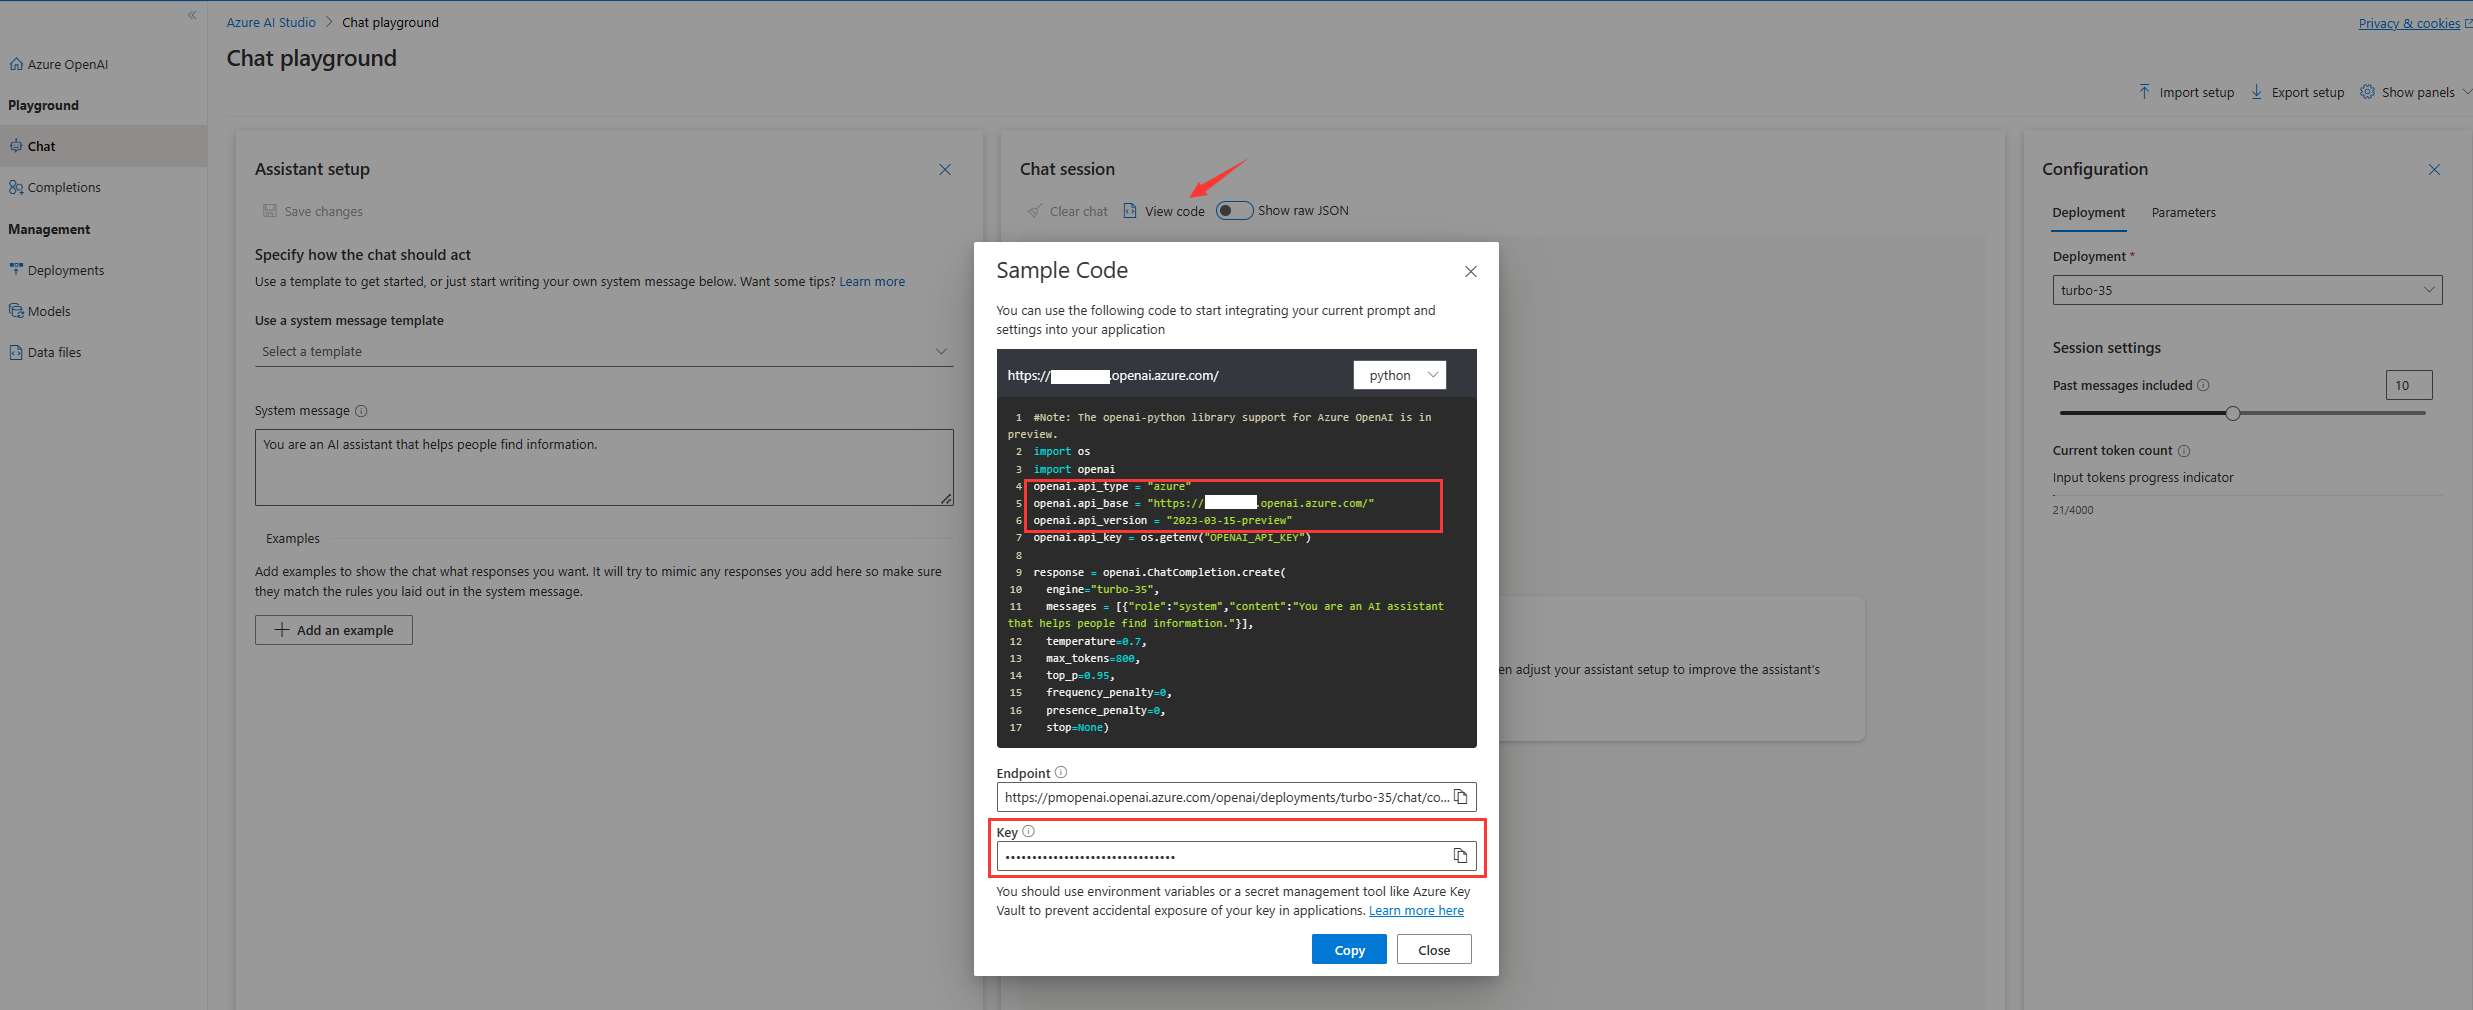 Azure AI Studio > Chat playground
Privacy & cookies
Chat playground
Azure OpenAI
Playground
Chat
Completions
Management
Deployments
Models
Data files
Import setup
Export setup
Show panels
Assistant setup
Save changes
Specify how the chat should act
Use a template to get started, or just start writing your own system message below. Want some tips? Learn more
Use a system message template
Select a template
System message
You are an AI assistant that helps people find information.
Examples
Add examples to show the chat what responses you want. It will try to mimic any responses you add here so make sure
they match the rules you laid out in the system message.
Add an example
Chat session
Clear chat
View code
Show raw JSON
Sample Code
You can use the following code to start integrating your current prompt and
settings into your application
https:// .openai.azure.com/
python
1 #Note: The openai-python library support for Azure OpenAI is in
preview.
2 import os
3 import openai
4 openai.api_type = "azure"
5 openai.api_base = "https:// .openai.azure.com/"
6 openai.api_version = "2023-03-15-preview"
7 openai.api_key = os.getenv("OPENAI_API_KEY")
8
9 response = openai.ChatCompletion.create(
10 engine="turbo-35",
11 messages = [{"role":"system","content":"You are an AI assistant
that helps people find information."}],
12 temperature=0.7,
13 max_tokens=800,
14 top_p=0.95,
15 frequency_penalty=0,
16 presence_penalty=0,
17 stop=None)
Endpoint
https://pmopenai.openai.azure.com/openai/deployments/turbo-35/chat/co...
Key
You should use environment variables or a secret management tool like Azure Key
Vault to prevent accidental exposure of your key in applications. Learn more here
Copy
Close
en adjust your assistant setup to improve the assistant's
Configuration
Deployment
Parameters
Deployment *
turbo-35
Session settings
Past messages included
10
Current token count
Input tokens progress indicator
21/4000